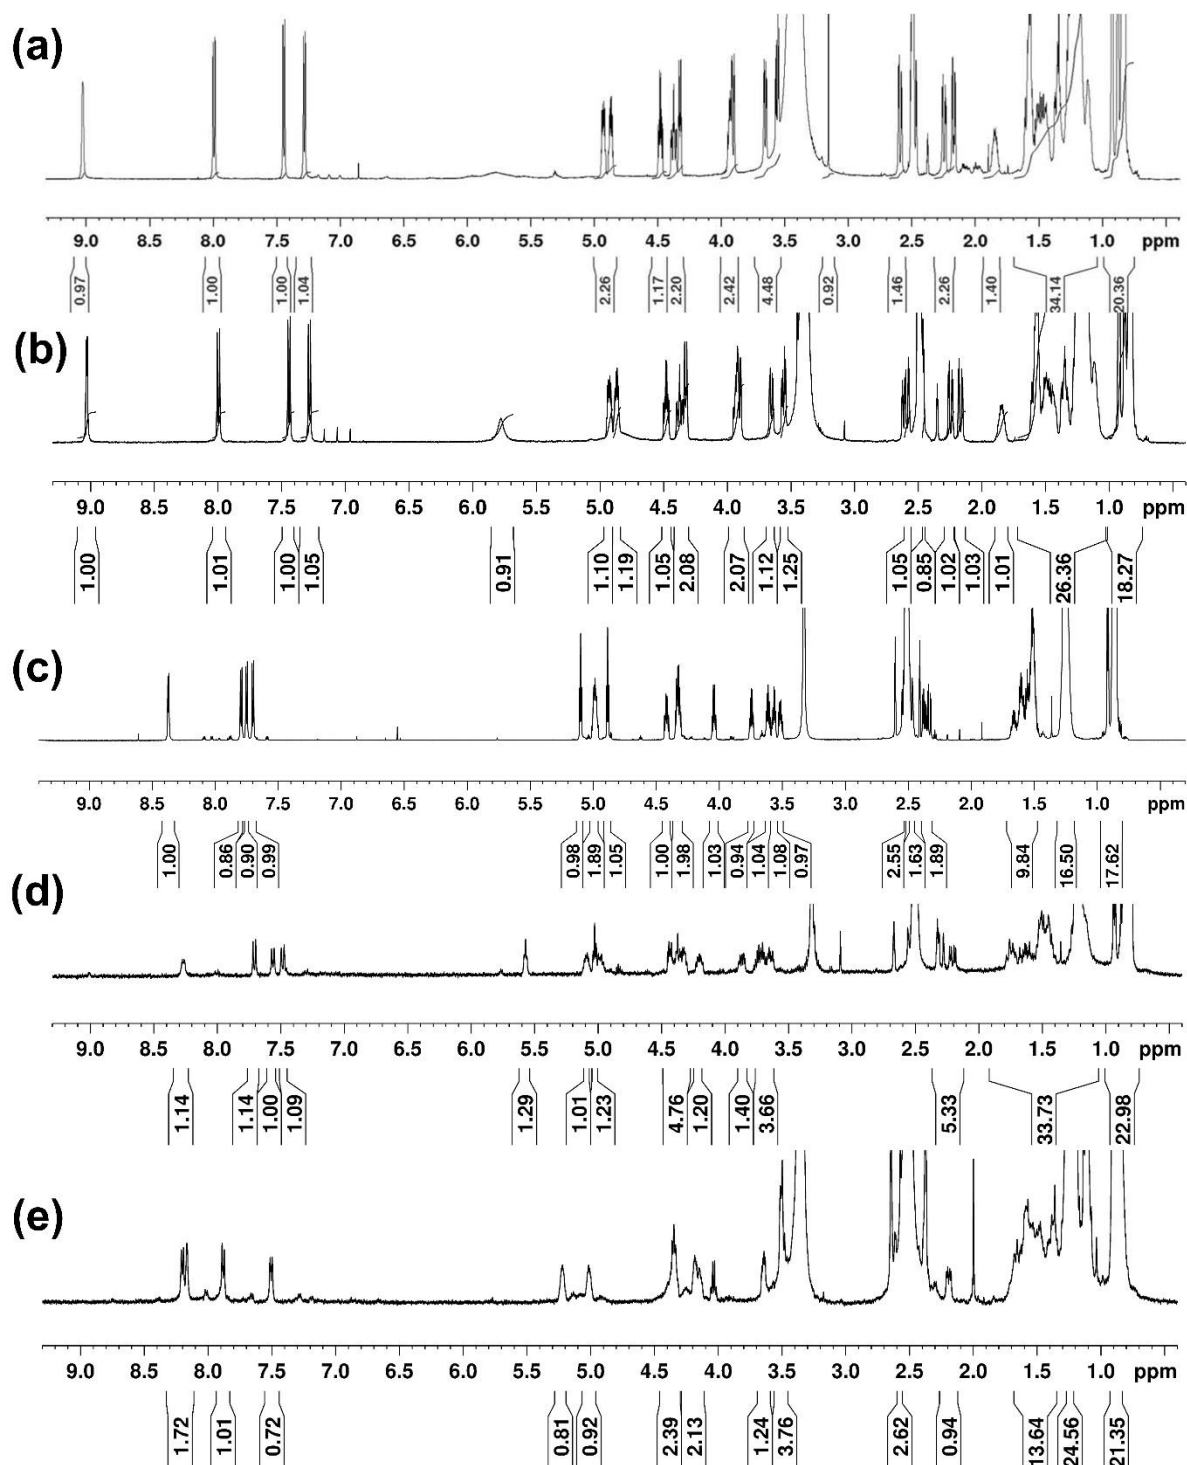 (a)
9.0 8.5 8.0 7.5 7.0 6.5 6.0 5.5 5.0 4.5 4.0 3.5 3.0 2.5 2.0 1.5 1.0 ppm
0.97 1.00 1.00 1.04 2.26 1.17 2.20 2.42 4.48 0.92 1.46 2.26 1.40 34.14 20.36
(b)
9.0 8.5 8.0 7.5 7.0 6.5 6.0 5.5 5.0 4.5 4.0 3.5 3.0 2.5 2.0 1.5 1.0 ppm
1.00 1.01 1.00 1.05 0.91 1.10 1.19 1.05 2.08 2.07 1.12 1.25 1.05 0.85 1.02 1.03 1.01 26.36 18.27
(c)
9.0 8.5 8.0 7.5 7.0 6.5 6.0 5.5 5.0 4.5 4.0 3.5 3.0 2.5 2.0 1.5 1.0 ppm
1.00 0.86 0.90 0.99 0.98 1.89 1.05 1.00 1.98 1.03 0.94 1.04 1.08 0.97 2.55 1.63 1.89 9.84 16.50 17.62
(d)
9.0 8.5 8.0 7.5 7.0 6.5 6.0 5.5 5.0 4.5 4.0 3.5 3.0 2.5 2.0 1.5 1.0 ppm
1.14 1.14 1.00 1.09 1.29 1.01 1.23 4.76 1.20 1.40 3.66 5.33 33.73 22.98
(e)
9.0 8.5 8.0 7.5 7.0 6.5 6.0 5.5 5.0 4.5 4.0 3.5 3.0 2.5 2.0 1.5 1.0 ppm
1.72 1.01 0.72 0.81 0.92 2.39 2.13 1.24 3.76 2.62 0.94 13.64 24.56 21.35